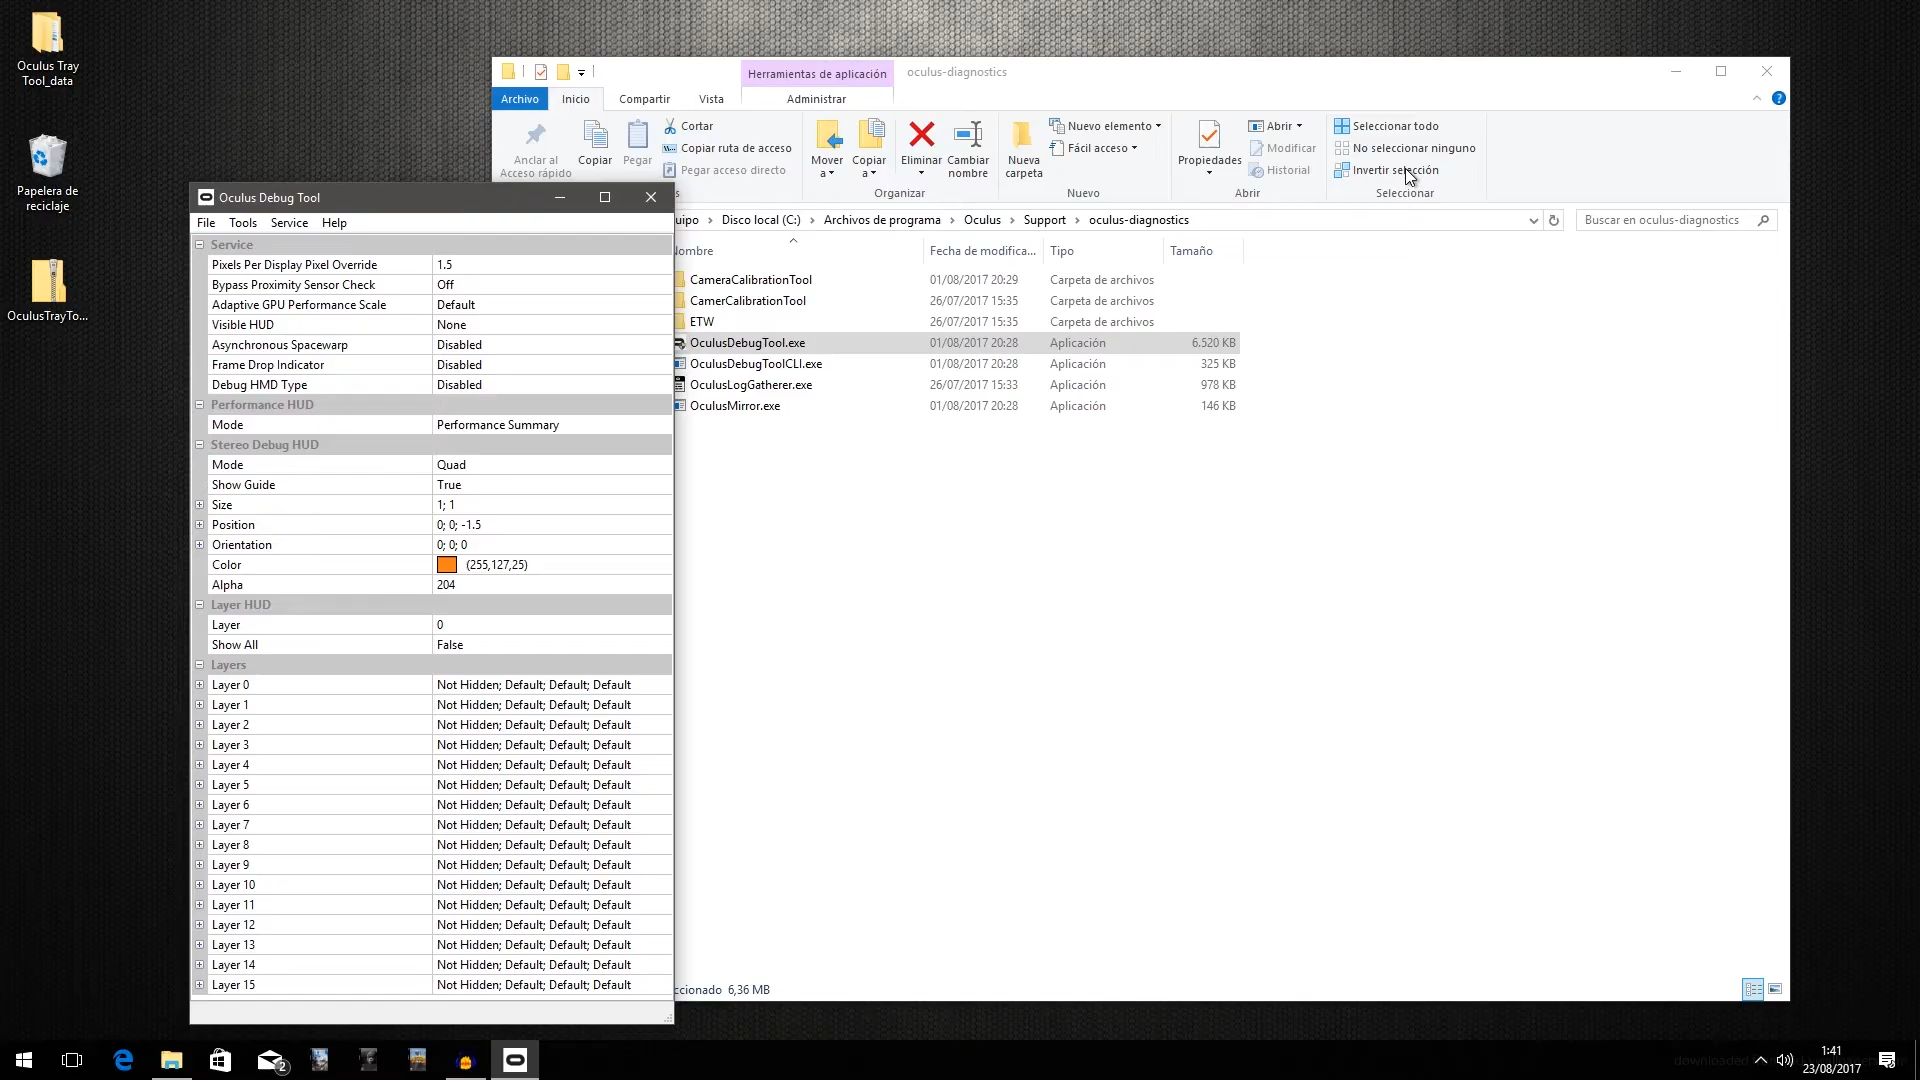 Oculus Tray
Tool_data
Papelera de
reciclaje
OculusTrayTo...
Herramientas de aplicación
oculus-diagnostics
Archivo
Inicio
Compartir
Vista
Administrar
Anclar al
Acceso rápido
Copiar
Pegar
Cortar
Copiar ruta de acceso
Pegar acceso directo
Mover
a
Copiar
a
Eliminar
Cambiar
nombre
Organizar
Nueva
carpeta
Nuevo elemento
Fácil acceso
Nuevo
Propiedades
Abrir
Modificar
Historial
Abrir
Seleccionar todo
No seleccionar ninguno
Invertir selección
Seleccionar
uipo > Disco local (C:) > Archivos de programa > Oculus > Support > oculus-diagnostics
Buscar en oculus-diagnostics
Nombre Fecha de modifica... Tipo Tamaño
CameraCalibrationTool 01/08/2017 20:29 Carpeta de archivos
CamerCalibrationTool 26/07/2017 15:35 Carpeta de archivos
ETW 26/07/2017 15:35 Carpeta de archivos
OculusDebugTool.exe 01/08/2017 20:28 Aplicación 6.520 KB
OculusDebugToolCLI.exe 01/08/2017 20:28 Aplicación 325 KB
OculusLogGatherer.exe 26/07/2017 15:33 Aplicación 978 KB
OculusMirror.exe 01/08/2017 20:28 Aplicación 146 KB
ccionado 6,36 MB
Oculus Debug Tool
File Tools Service Help
Service
Pixels Per Display Pixel Override 1.5
Bypass Proximity Sensor Check Off
Adaptive GPU Performance Scale Default
Visible HUD None
Asynchronous Spacewarp Disabled
Frame Drop Indicator Disabled
Debug HMD Type Disabled
Performance HUD
Mode Performance Summary
Stereo Debug HUD
Mode Quad
Show Guide True
Size 1; 1
Position 0; 0; -1.5
Orientation 0; 0; 0
Color (255,127,25)
Alpha 204
Layer HUD
Layer 0
Show All False
Layers
Layer 0 Not Hidden; Default; Default; Default
Layer 1 Not Hidden; Default; Default; Default
Layer 2 Not Hidden; Default; Default; Default
Layer 3 Not Hidden; Default; Default; Default
Layer 4 Not Hidden; Default; Default; Default
Layer 5 Not Hidden; Default; Default; Default
Layer 6 Not Hidden; Default; Default; Default
Layer 7 Not Hidden; Default; Default; Default
Layer 8 Not Hidden; Default; Default; Default
Layer 9 Not Hidden; Default; Default; Default
Layer 10 Not Hidden; Default; Default; Default
Layer 11 Not Hidden; Default; Default; Default
Layer 12 Not Hidden; Default; Default; Default
Layer 13 Not Hidden; Default; Default; Default
Layer 14 Not Hidden; Default; Default; Default
Layer 15 Not Hidden; Default; Default; Default
2
downloaded
1:41
23/08/2017